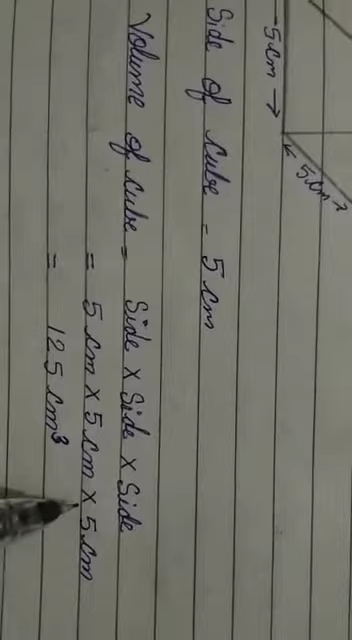 5cm →
← 5cm →
Side of cube = 5 cm
Volume of cube = Side × Side × Side
= 5 cm × 5 cm × 5 cm
= 125 cm³